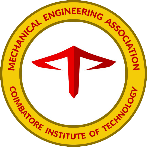 MECHANICAL ENGINEERING ASSOCIATION
COIMBATORE INSTITUTE OF TECHNOLOGY